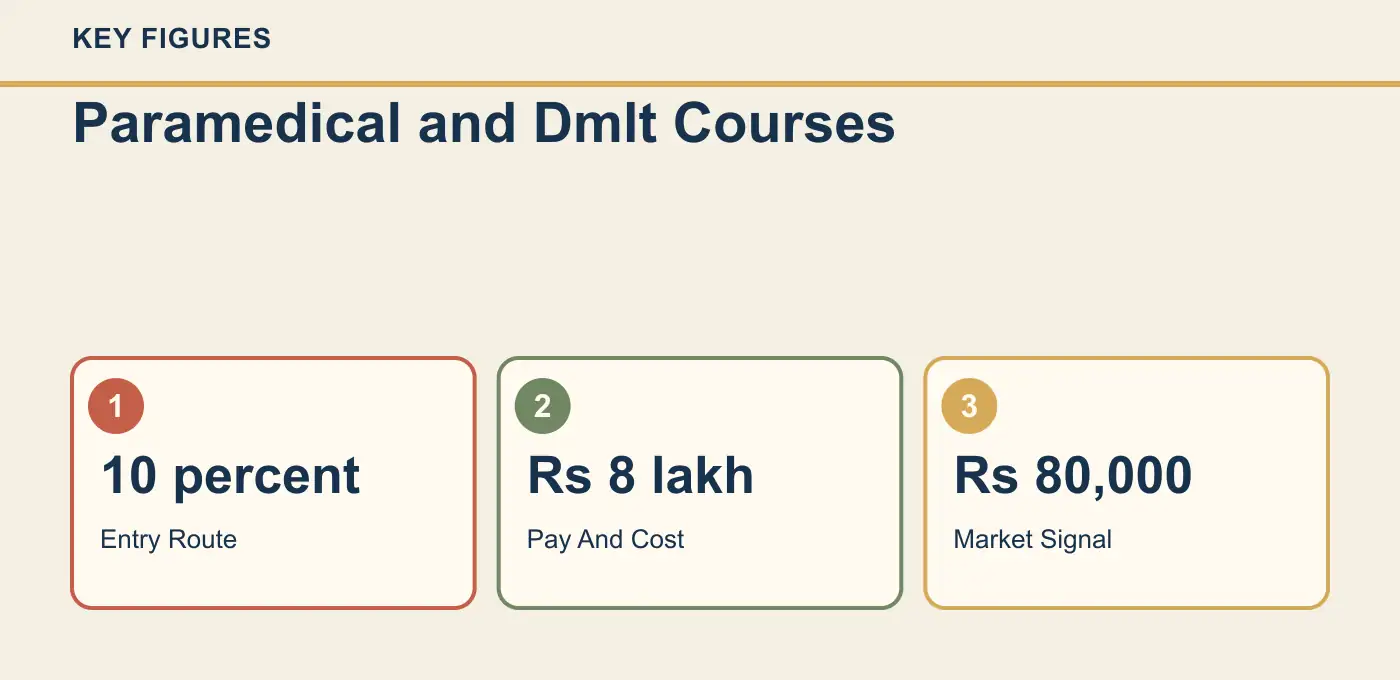 KEY FIGURES
Paramedical and Dmlt Courses
1
10 percent
Entry Route
2
Rs 8 lakh
Pay And Cost
3
Rs 80,000
Market Signal